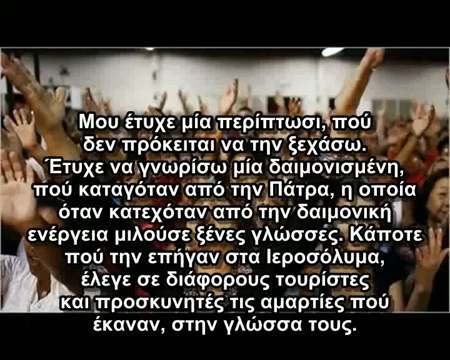 Μου έτυχε μία περίπτωσι, πού
δεν πρόκειται να την ξεχάσω.
Έτυχε να γνωρίσω μία δαιμονισμένη,
πού καταγόταν από την Πάτρα, η οποία
όταν κατεχόταν από την δαιμονική
ενέργεια μιλούσε ξένες γλώσσες. Κάποτε
πού την επήγαν στα Ιεροσόλυμα,
έλεγε σε διάφορους τουρίστες
και προσκυνητές τις αμαρτίες πού
έκαναν, στην γλώσσα τους.